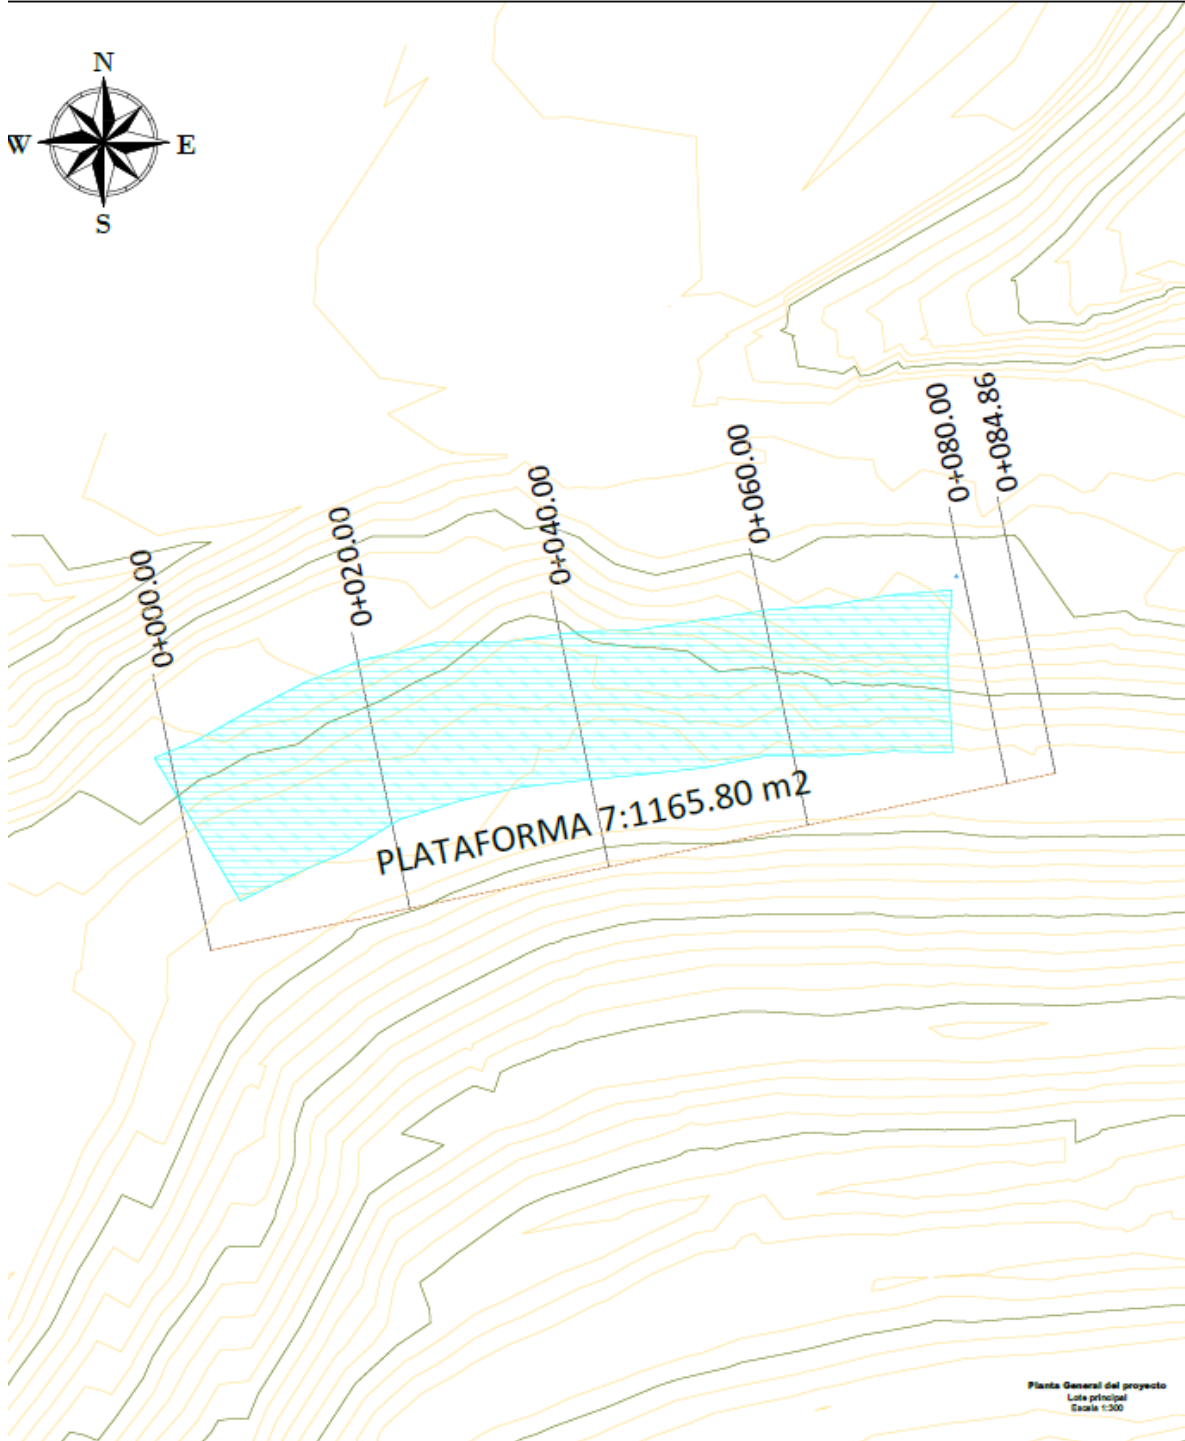 N
W
E
S
0+000.00
0+020.00
0+040.00
0+060.00
0+080.00
0+084.86
PLATAFORMA 7:1165.80 m2
Planta General del proyecto
Lote principal
Escala 1:300